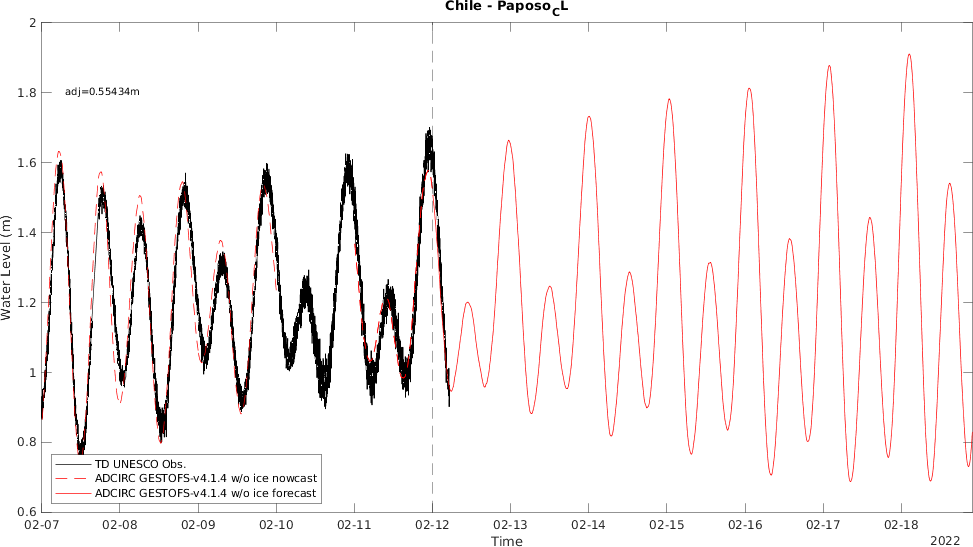 Chile - Paposo_CL
2
1.8
adj=0.55434m
1.6
1.4
Water Level (m)
1.2
1
0.8
TD UNESCO Obs.
ADCIRC GESTOFS-v4.1.4 w/o ice nowcast
ADCIRC GESTOFS-v4.1.4 w/o ice forecast
0.6
02-07 02-08 02-09 02-10 02-11 02-12 02-13 02-14 02-15 02-16 02-17 02-18
Time
2022